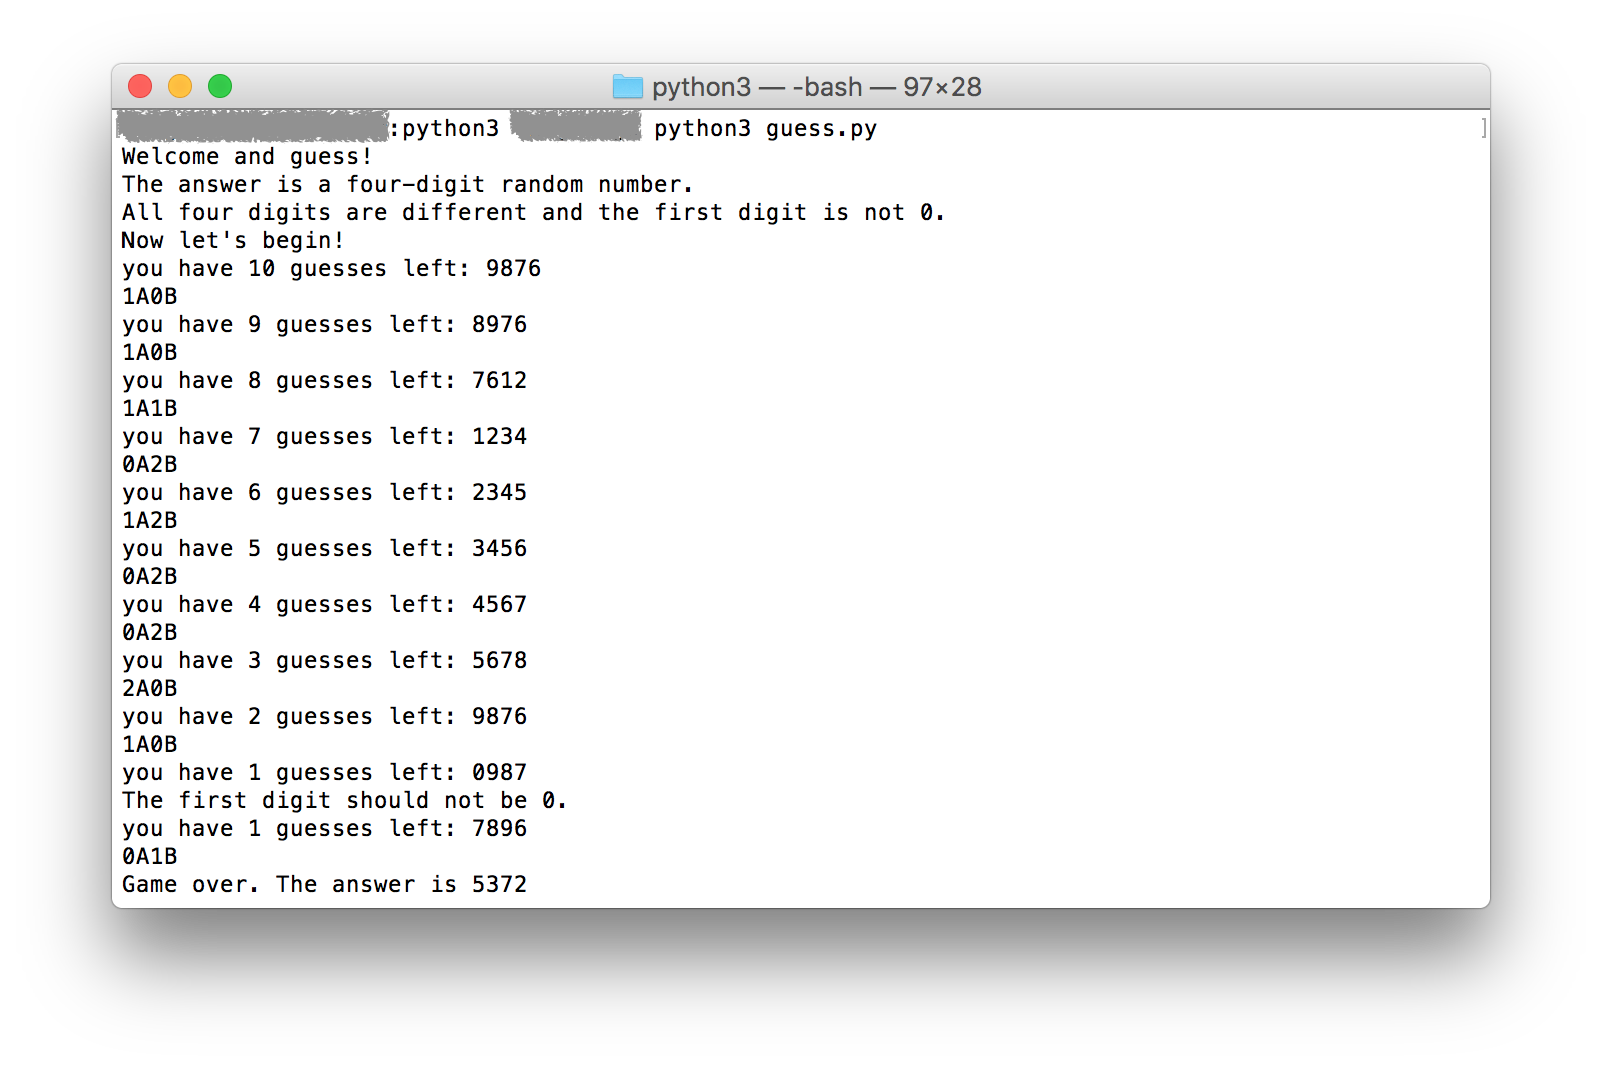 python3 — -bash — 97×28
:python3 python3 guess.py
Welcome and guess!
The answer is a four-digit random number.
All four digits are different and the first digit is not 0.
Now let's begin!
you have 10 guesses left: 9876
1A0B
you have 9 guesses left: 8976
1A0B
you have 8 guesses left: 7612
1A1B
you have 7 guesses left: 1234
0A2B
you have 6 guesses left: 2345
1A2B
you have 5 guesses left: 3456
0A2B
you have 4 guesses left: 4567
0A2B
you have 3 guesses left: 5678
2A0B
you have 2 guesses left: 9876
1A0B
you have 1 guesses left: 0987
The first digit should not be 0.
you have 1 guesses left: 7896
0A1B
Game over. The answer is 5372